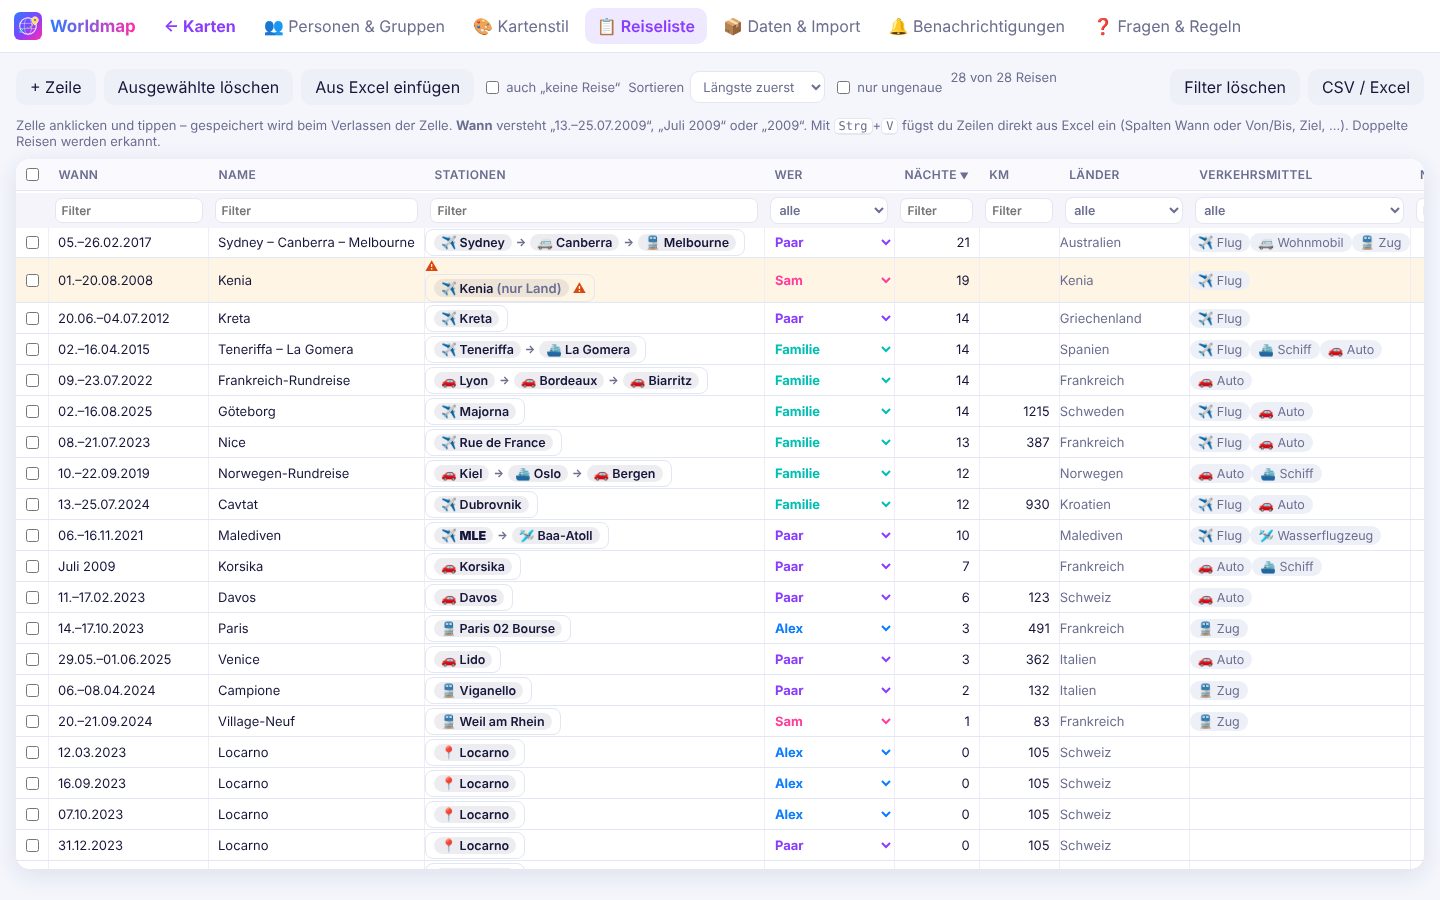 Worldmap ← Karten Personen & Gruppen Kartenstil Reiseliste Daten & Import Benachrichtigungen Fragen & Regeln
+ Zeile Ausgewählte löschen Aus Excel einfügen auch „keine Reise“ Sortieren Längste zuerst nur ungenaue 28 von 28 Reisen Filter löschen CSV / Excel
Zelle anklicken und tippen – gespeichert wird beim Verlassen der Zelle. Wann versteht „13.–25.07.2009“, „Juli 2009“ oder „2009“. Mit Strg+V fügst du Zeilen direkt aus Excel ein (Spalten Wann oder Von/Bis, Ziel, …). Doppelte
Reisen werden erkannt.
WANN NAME STATIONEN WER NÄCHTE ▼ KM LÄNDER VERKEHRSMITTEL
Filter Filter Filter alle Filter Filter alle alle
05.–26.02.2017 Sydney – Canberra – Melbourne Sydney → Canberra → Melbourne Paar 21 Australien Flug Wohnmobil Zug
01.–20.08.2008 Kenia Kenia (nur Land) Sam 19 Kenia Flug
20.06.–04.07.2012 Kreta Kreta Paar 14 Griechenland Flug
02.–16.04.2015 Teneriffa – La Gomera Teneriffa → La Gomera Familie 14 Spanien Flug Schiff Auto
09.–23.07.2022 Frankreich-Rundreise Lyon → Bordeaux → Biarritz Familie 14 Frankreich Auto
02.–16.08.2025 Göteborg Majorna Familie 14 1215 Schweden Flug Auto
08.–21.07.2023 Nice Rue de France Familie 13 387 Frankreich Flug Auto
10.–22.09.2019 Norwegen-Rundreise Kiel → Oslo → Bergen Familie 12 Norwegen Auto Schiff
13.–25.07.2024 Cavtat Dubrovnik Familie 12 930 Kroatien Flug Auto
06.–16.11.2021 Malediven MLE → Baa-Atoll Paar 10 Malediven Flug Wasserflugzeug
Juli 2009 Korsika Korsika Paar 7 Frankreich Auto Schiff
11.–17.02.2023 Davos Davos Paar 6 123 Schweiz Auto
14.–17.10.2023 Paris Paris 02 Bourse Alex 3 491 Frankreich Zug
29.05.–01.06.2025 Venice Lido Paar 3 362 Italien Auto
06.–08.04.2024 Campione Viganello Paar 2 132 Italien Zug
20.–21.09.2024 Village-Neuf Weil am Rhein Sam 1 83 Frankreich Zug
12.03.2023 Locarno Locarno Alex 0 105 Schweiz
16.09.2023 Locarno Locarno Alex 0 105 Schweiz
07.10.2023 Locarno Locarno Alex 0 105 Schweiz
31.12.2023 Locarno Locarno Paar 0 105 Schweiz